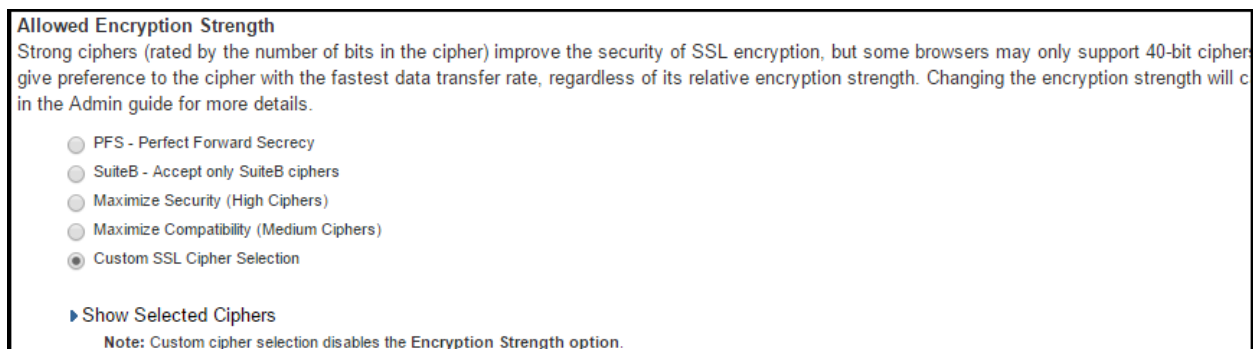 Allowed Encryption Strength
Strong ciphers (rated by the number of bits in the cipher) improve the security of SSL encryption, but some browsers may only support 40-bit ciphers
give preference to the cipher with the fastest data transfer rate, regardless of its relative encryption strength. Changing the encryption strength will c
in the Admin guide for more details.
PFS - Perfect Forward Secrecy
SuiteB - Accept only SuiteB ciphers
Maximize Security (High Ciphers)
Maximize Compatibility (Medium Ciphers)
Custom SSL Cipher Selection
Show Selected Ciphers
Note: Custom cipher selection disables the Encryption Strength option.